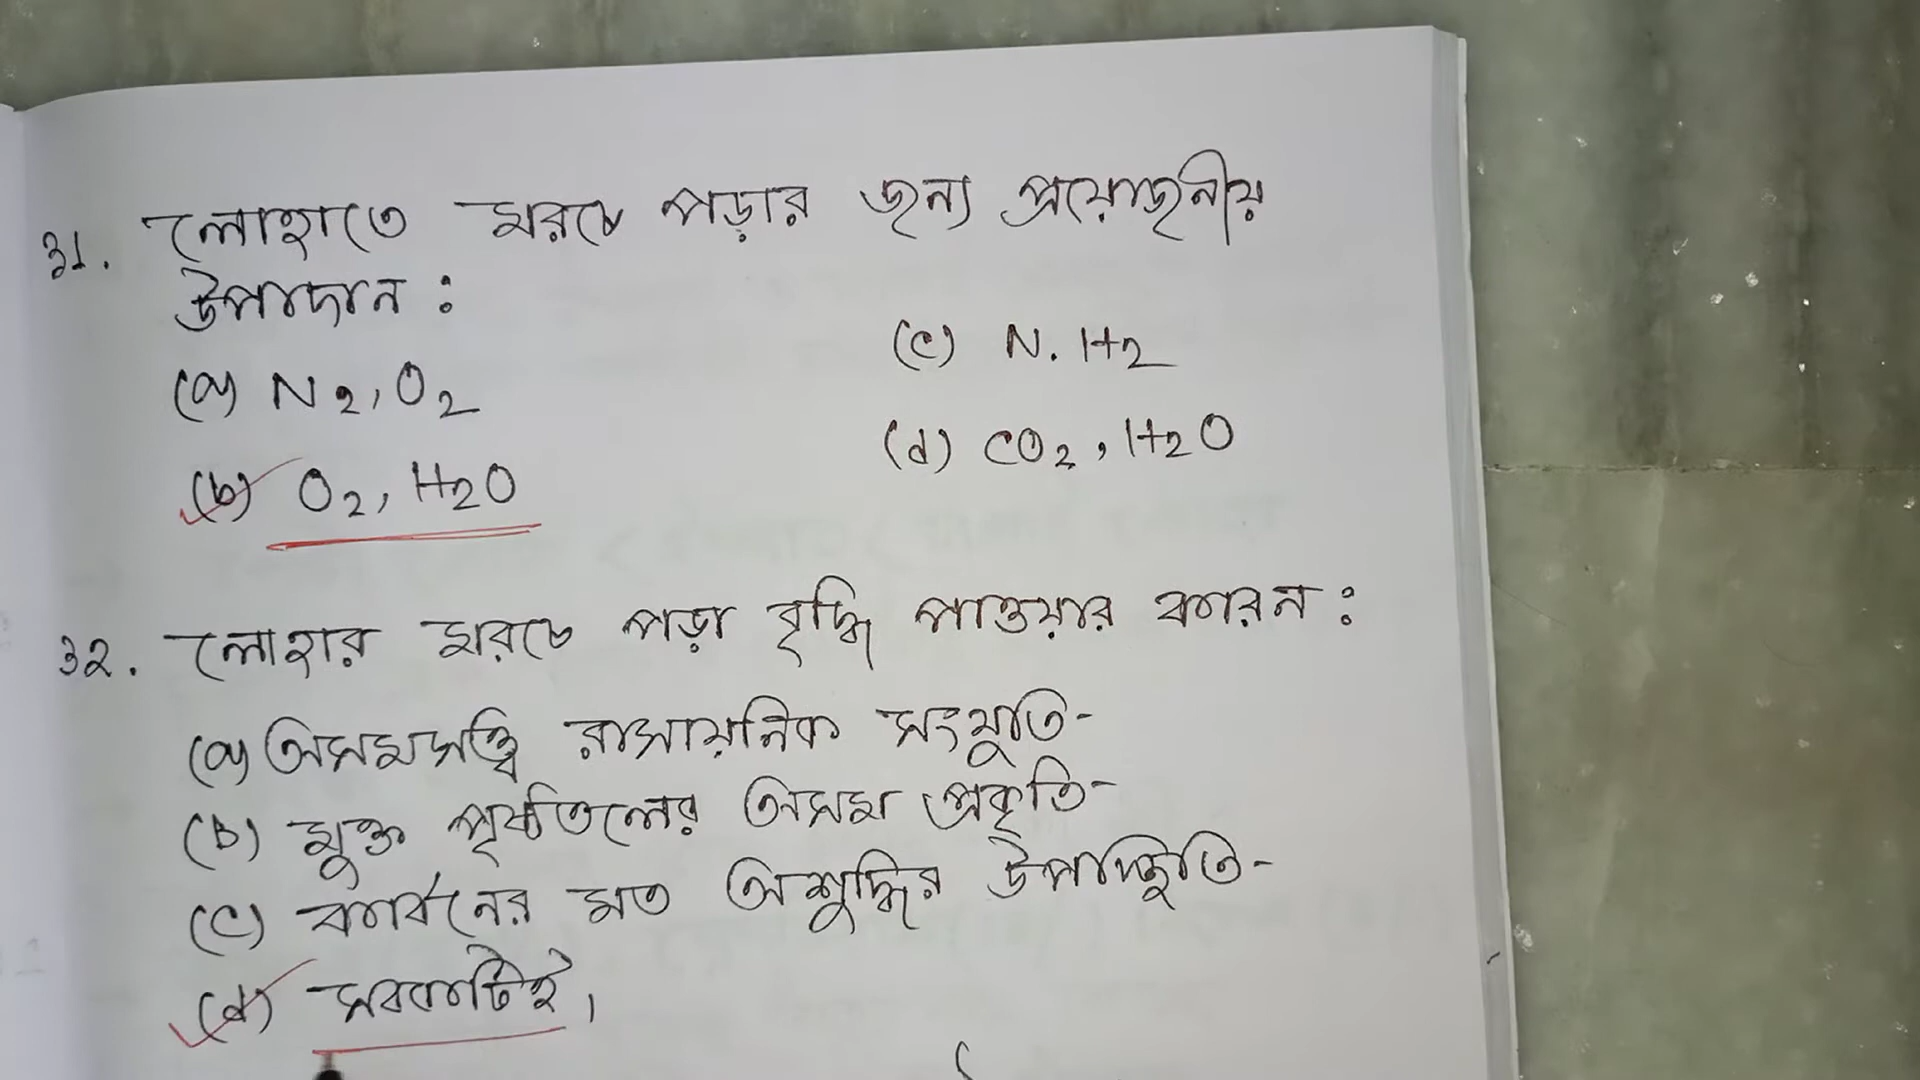 31. লোহাতে মরচে পড়ার জন্য প্রয়োজনীয়
উপাদান :
(a) N2, O2
(b) O2, H2O
(c) N. H2
(d) CO2, H2O
32. লোহার মরচে পড়া বৃদ্ধি পাওয়ার কারন :
(a) অসমসত্ত্ব রাসায়নিক সংযুতি-
(b) মুক্ত পৃষ্ঠতলের অসম প্রকৃতি-
(c) কার্বনের মত অশুদ্ধির উপস্থিতি-
(d) সবকটিই,